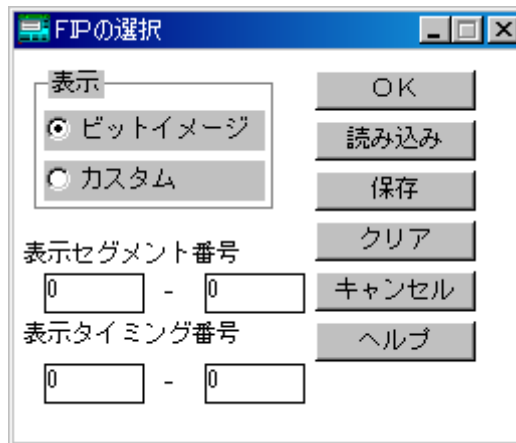 FIPの選択
表示
ビットイメージ
カスタム
表示セグメント番号
0 - 0
表示タイミング番号
0 - 0
OK
読み込み
保存
クリア
キャンセル
ヘルプ